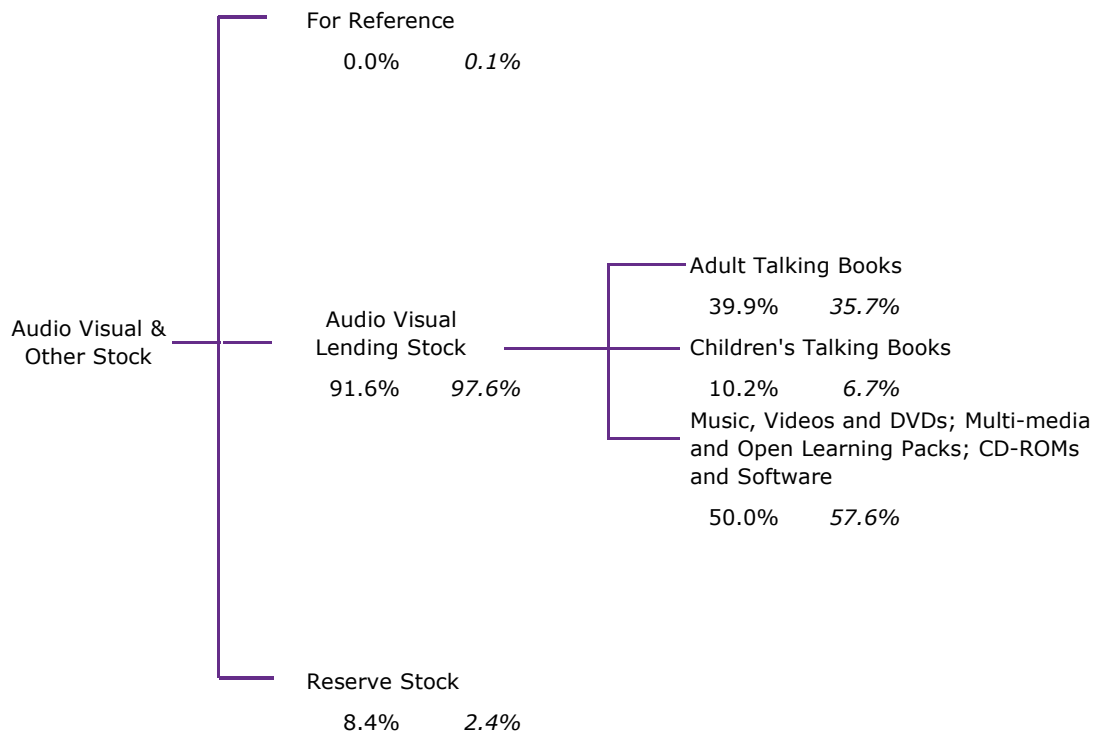 For Reference
0.0% 0.1%
Audio Visual &
Other Stock
Audio Visual
Lending Stock
91.6% 97.6%
Adult Talking Books
39.9% 35.7%
Children's Talking Books
10.2% 6.7%
Music, Videos and DVDs; Multi-media
and Open Learning Packs; CD-ROMs
and Software
50.0% 57.6%
Reserve Stock
8.4% 2.4%